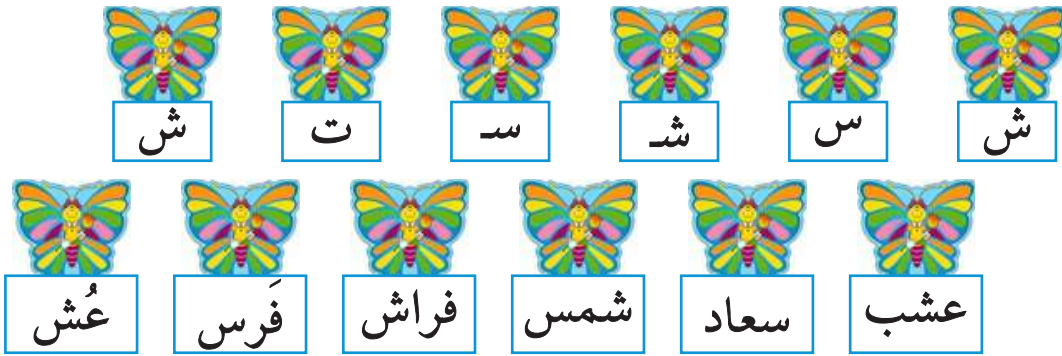 ش س شـ سـ ت ش
عشب سعاد شمس فراش فَرس عُش